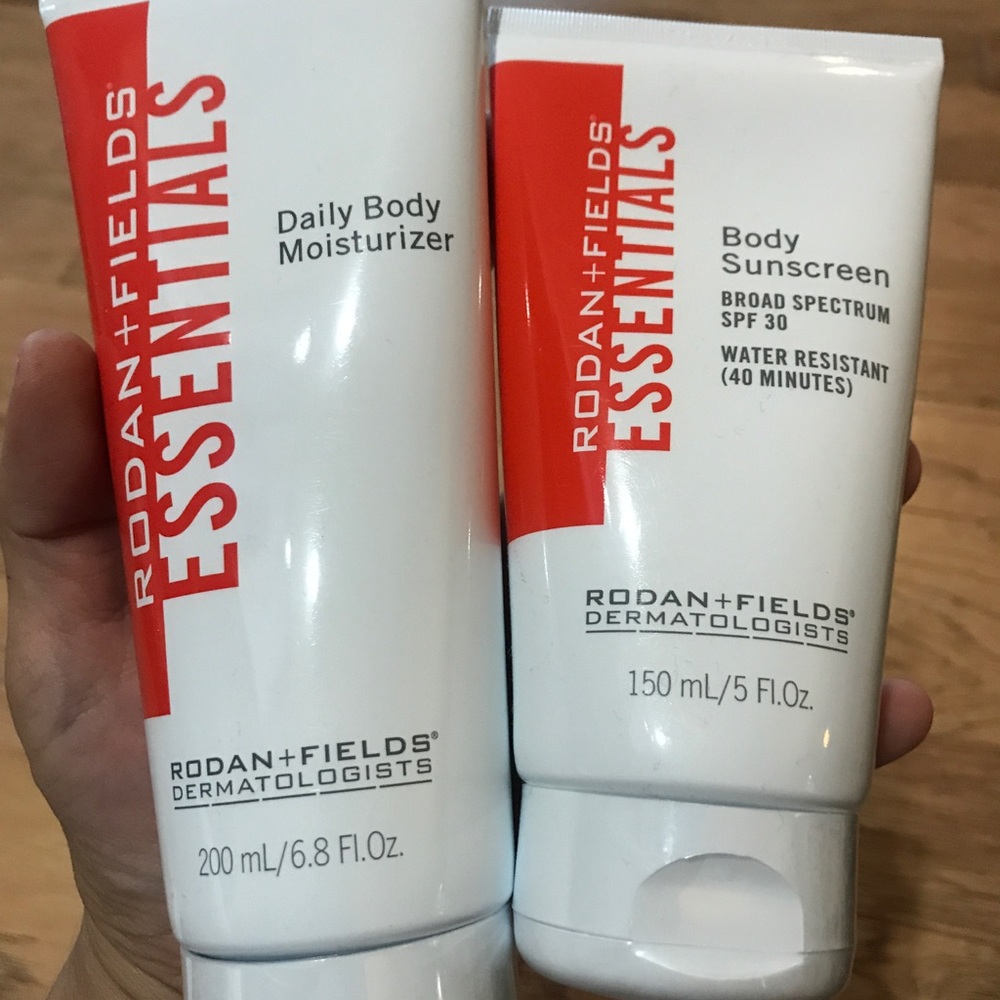 RODAN+FIELDS®
ESSENTIALS
Daily Body
Moisturizer
RODAN+FIELDS®
DERMATOLOGISTS
200 mL/6.8 Fl.Oz.
RODAN+FIELDS®
ESSENTIALS
Body
Sunscreen
BROAD SPECTRUM
SPF 30
WATER RESISTANT
(40 MINUTES)
RODAN+FIELDS®
DERMATOLOGISTS
150 mL/5 Fl.Oz.